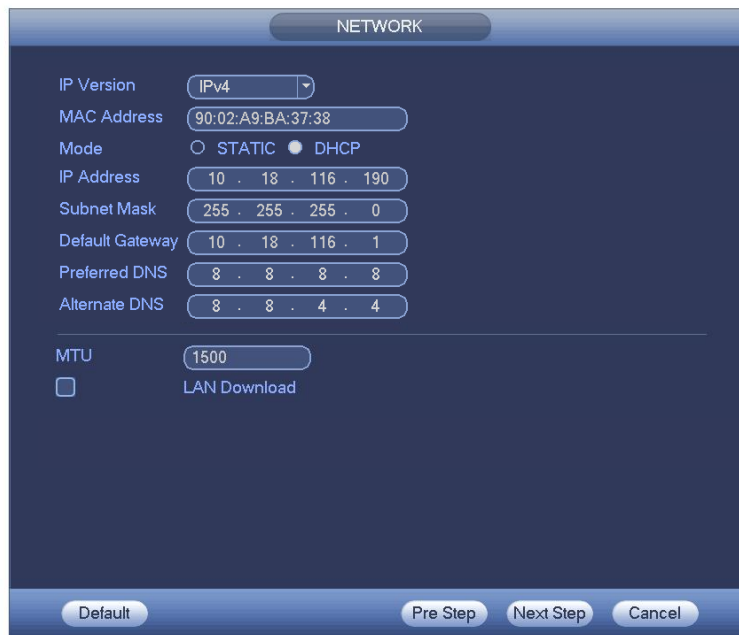 NETWORK
IP Version IPv4
MAC Address 90:02:A9:BA:37:38
Mode STATIC DHCP
IP Address 10 . 18 . 116 . 190
Subnet Mask 255 . 255 . 255 . 0
Default Gateway 10 . 18 . 116 . 1
Preferred DNS 8 . 8 . 8 . 8
Alternate DNS 8 . 8 . 4 . 4
MTU 1500
LAN Download
Default Pre Step Next Step Cancel